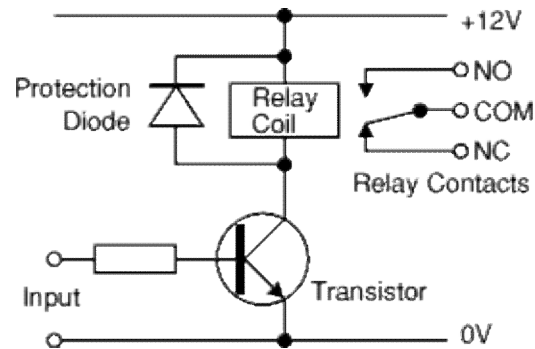 +12V
Protection
Diode
Relay
Coil
NO
COM
NC
Relay Contacts
Input
Transistor
0V